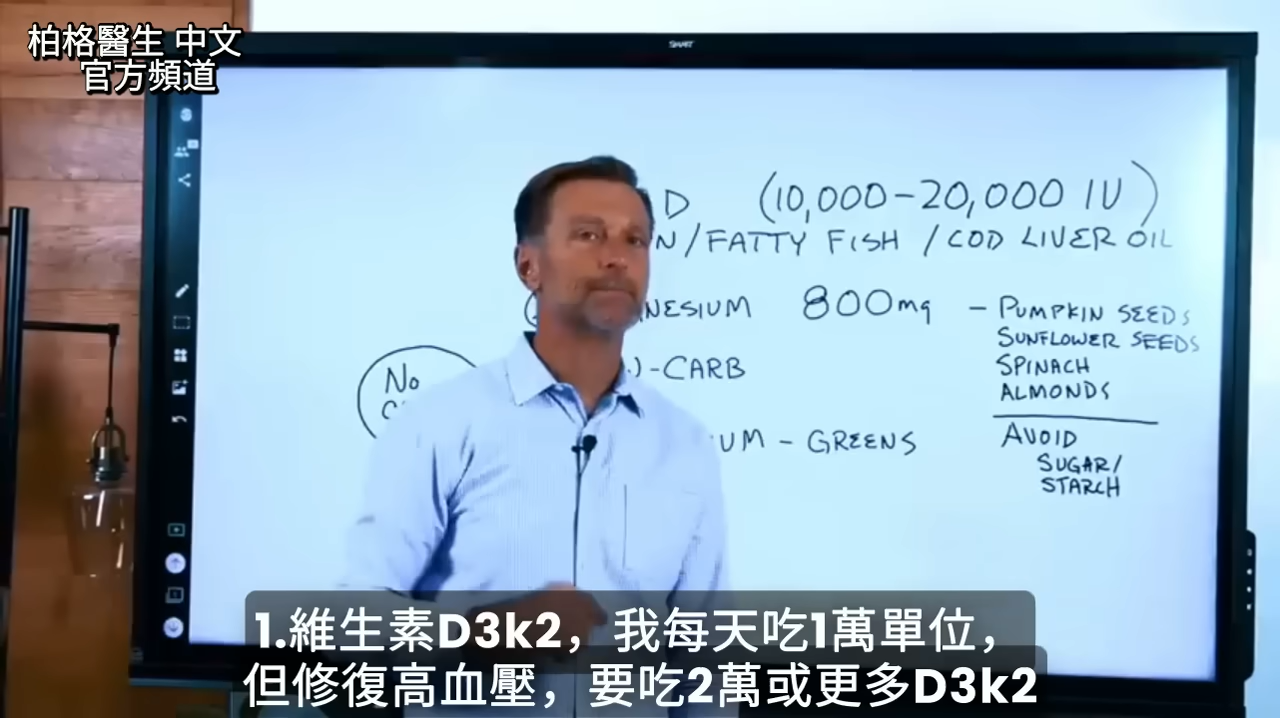 柏格醫生 中文
官方頻道
SMART
D (10,000-20,000 IU)
N/FATTY FISH / COD LIVER OIL
NESIUM 800mg - PUMPKIN SEEDS
SUNFLOWER SEEDS
SPINACH
ALMONDS
No
-CARB
UM - GREENS
AVOID
SUGAR/
STARCH
1.維生素D3k2，我每天吃1萬單位，
但修復高血壓，要吃2萬或更多D3k2